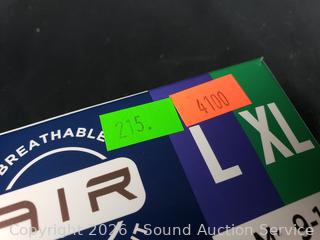 BREATHABLE
AIR
215.
4100
L
XL
Copyright 2026 / Sound Auction Service